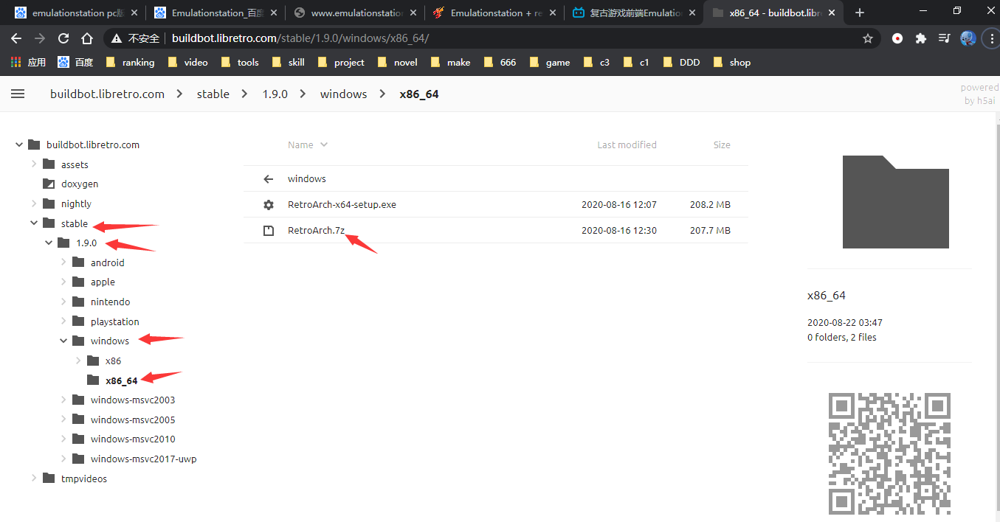 emulationstation pc版
Emulationstation_百度
www.emulationstation
Emulationstation + re
复古游戏前端Emulatio
x86_64 - buildbot.libre
不安全 buildbot.libretro.com/stable/1.9.0/windows/x86_64/
应用 百度 ranking video tools skill project novel make 666 game c3 c1 DDD shop
buildbot.libretro.com stable 1.9.0 windows x86_64
powered
by h5ai
buildbot.libretro.com
assets
doxygen
nightly
stable
1.9.0
android
apple
nintendo
playstation
windows
x86
x86_64
windows-msvc2003
windows-msvc2005
windows-msvc2010
windows-msvc2017-uwp
tmpvideos
Name Last modified Size
windows
RetroArch-x64-setup.exe 2020-08-16 12:07 208.2 MB
RetroArch.7z 2020-08-16 12:30 207.7 MB
x86_64
2020-08-22 03:47
0 folders, 2 files